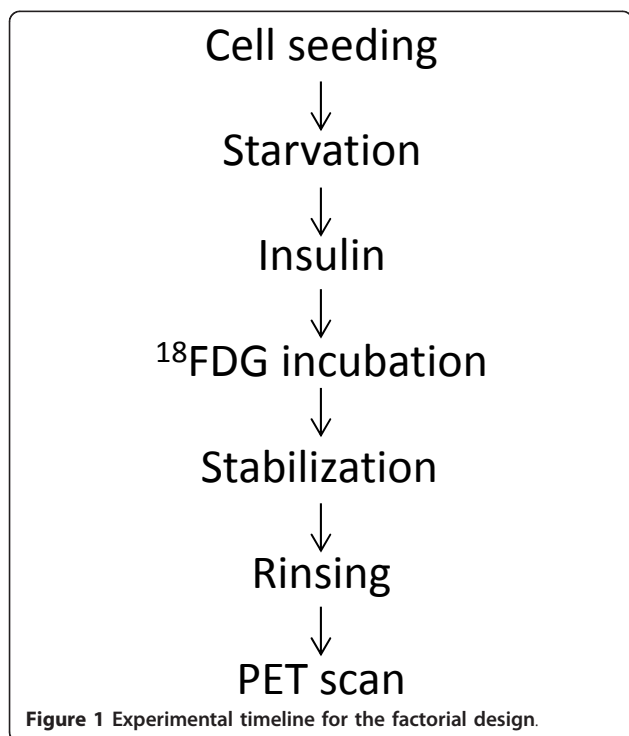 Cell seeding
Starvation
Insulin
¹⁸FDG incubation
Stabilization
Rinsing
PET scan
Figure 1 Experimental timeline for the factorial design.